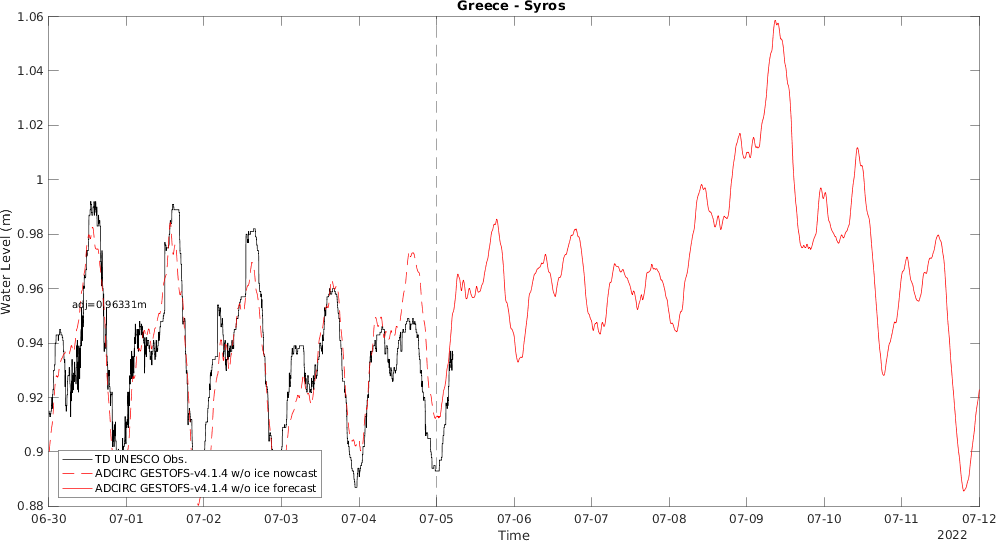 Greece - Syros
1.06
1.04
1.02
1
0.98
0.96
0.94
0.92
0.9
0.88
Water Level (m)
adj=0.96331m
TD UNESCO Obs.
ADCIRC GESTOFS-v4.1.4 w/o ice nowcast
ADCIRC GESTOFS-v4.1.4 w/o ice forecast
06-30 07-01 07-02 07-03 07-04 07-05 07-06 07-07 07-08 07-09 07-10 07-11 07-12
Time
2022